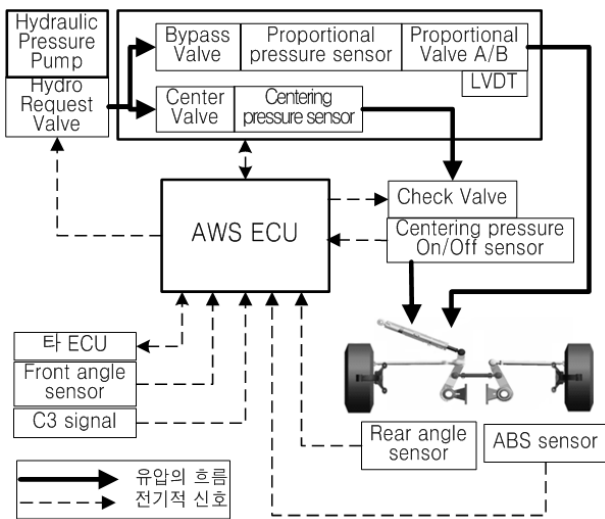 Hydraulic
Pressure
Pump
Hydro
Request
Valve
Bypass
Valve
Proportional
pressure sensor
Proportional
Valve A/B
LVDT
Center
Valve
Centering
pressure sensor
AWS ECU
Check Valve
Centering pressure
On/Off sensor
타 ECU
Front angle
sensor
C3 signal
Rear angle
sensor
ABS sensor
유압의 흐름
전기적 신호